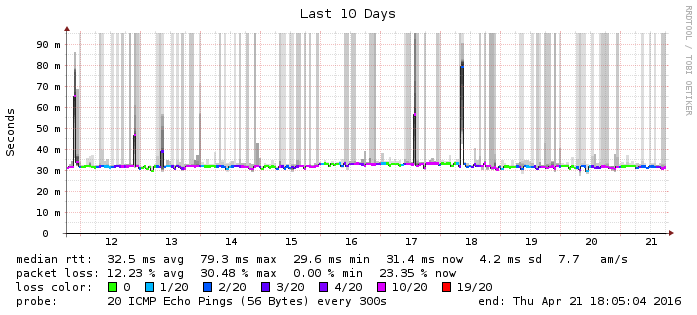 Last 10 Days
RRDTOOL / TOBI OETIKER
Seconds
90 m
80 m
70 m
60 m
50 m
40 m
30 m
20 m
10 m
0
12 13 14 15 16 17 18 19 20 21
median rtt: 32.5 ms avg 79.3 ms max 29.6 ms min 31.4 ms now 4.2 ms sd 7.7 am/s
packet loss: 12.23 % avg 30.48 % max 0.00 % min 23.35 % now
loss color: 0 1/20 2/20 3/20 4/20 10/20 19/20
probe: 20 ICMP Echo Pings (56 Bytes) every 300s end: Thu Apr 21 18:05:04 2016